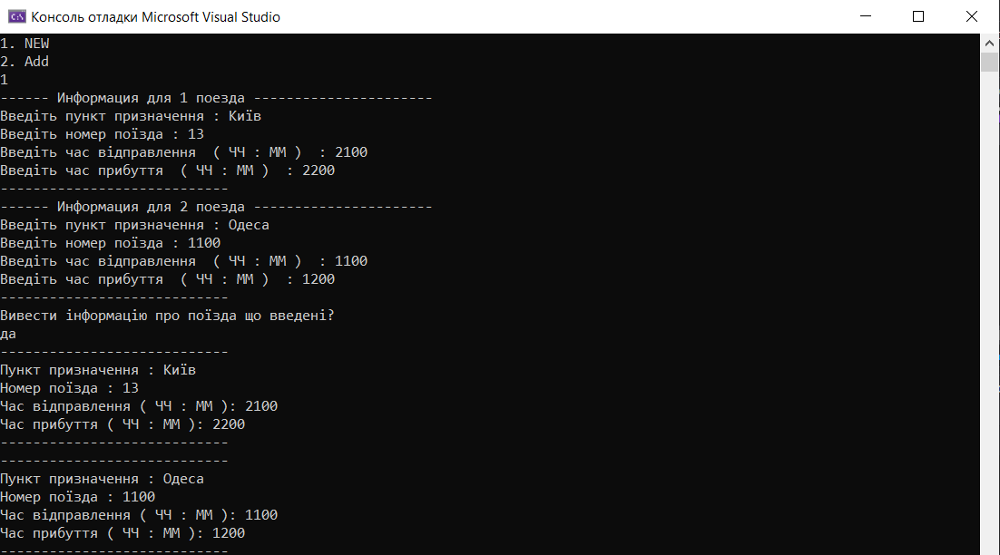 Консоль отладки Microsoft Visual Studio
1. NEW
2. Add
1
------ Информация для 1 поезда ----------------------
Введіть пункт призначення : Київ
Введіть номер поїзда : 13
Введіть час відправлення  ( ЧЧ : ММ )  : 2100
Введіть час прибуття  ( ЧЧ : ММ )  : 2200
----------------------------
------ Информация для 2 поезда ----------------------
Введіть пункт призначення : Одеса
Введіть номер поїзда : 1100
Введіть час відправлення  ( ЧЧ : ММ )  : 1100
Введіть час прибуття  ( ЧЧ : ММ )  : 1200
----------------------------
Вивести інформацію про поїзда що введені?
да
----------------------------
Пункт призначення : Київ
Номер поїзда : 13
Час відправлення ( ЧЧ : ММ ): 2100
Час прибуття ( ЧЧ : ММ ): 2200
----------------------------
----------------------------
Пункт призначення : Одеса
Номер поїзда : 1100
Час відправлення ( ЧЧ : ММ ): 1100
Час прибуття ( ЧЧ : ММ ): 1200
----------------------------